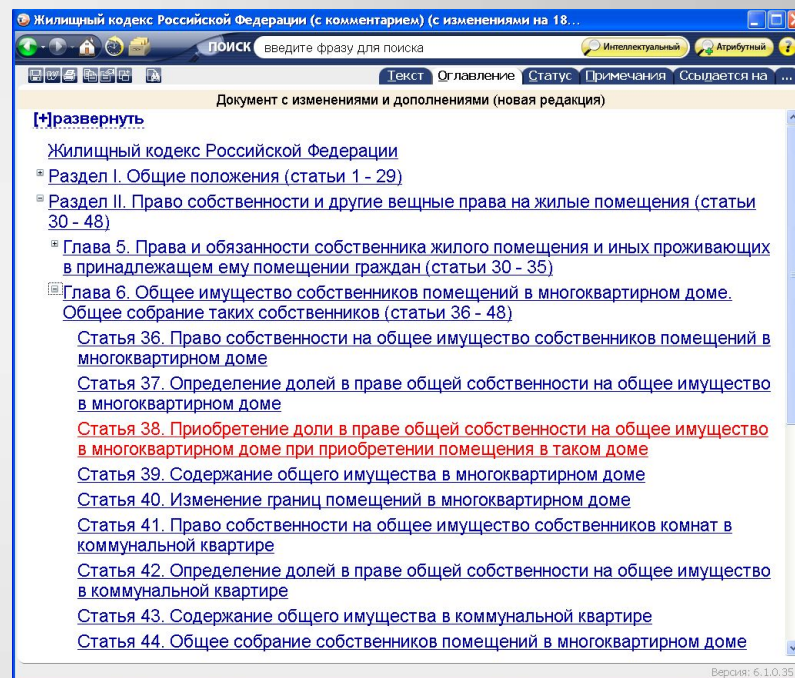 Жилищный кодекс Российской Федерации (с комментарием) (с изменениями на 18...
ПОИСК введите фразу для поиска Интеллектуальный Атрибутный ?
Текст Оглавление Статус Примечания Ссылается на ...
Документ с изменениями и дополнениями (новая редакция)
[+]развернуть
Жилищный кодекс Российской Федерации
Раздел I. Общие положения (статьи 1 - 29)
Раздел II. Право собственности и другие вещные права на жилые помещения (статьи
30 - 48)
Глава 5. Права и обязанности собственника жилого помещения и иных проживающих
в принадлежащем ему помещении граждан (статьи 30 - 35)
Глава 6. Общее имущество собственников помещений в многоквартирном доме.
Общее собрание таких собственников (статьи 36 - 48)
Статья 36. Право собственности на общее имущество собственников помещений в
многоквартирном доме
Статья 37. Определение долей в праве общей собственности на общее имущество
в многоквартирном доме
Статья 38. Приобретение доли в праве общей собственности на общее имущество
в многоквартирном доме при приобретении помещения в таком доме
Статья 39. Содержание общего имущества в многоквартирном доме
Статья 40. Изменение границ помещений в многоквартирном доме
Статья 41. Право собственности на общее имущество собственников комнат в
коммунальной квартире
Статья 42. Определение долей в праве общей собственности на общее имущество
в коммунальной квартире
Статья 43. Содержание общего имущества в коммунальной квартире
Статья 44. Общее собрание собственников помещений в многоквартирном доме
Версия: 6.1.0.35